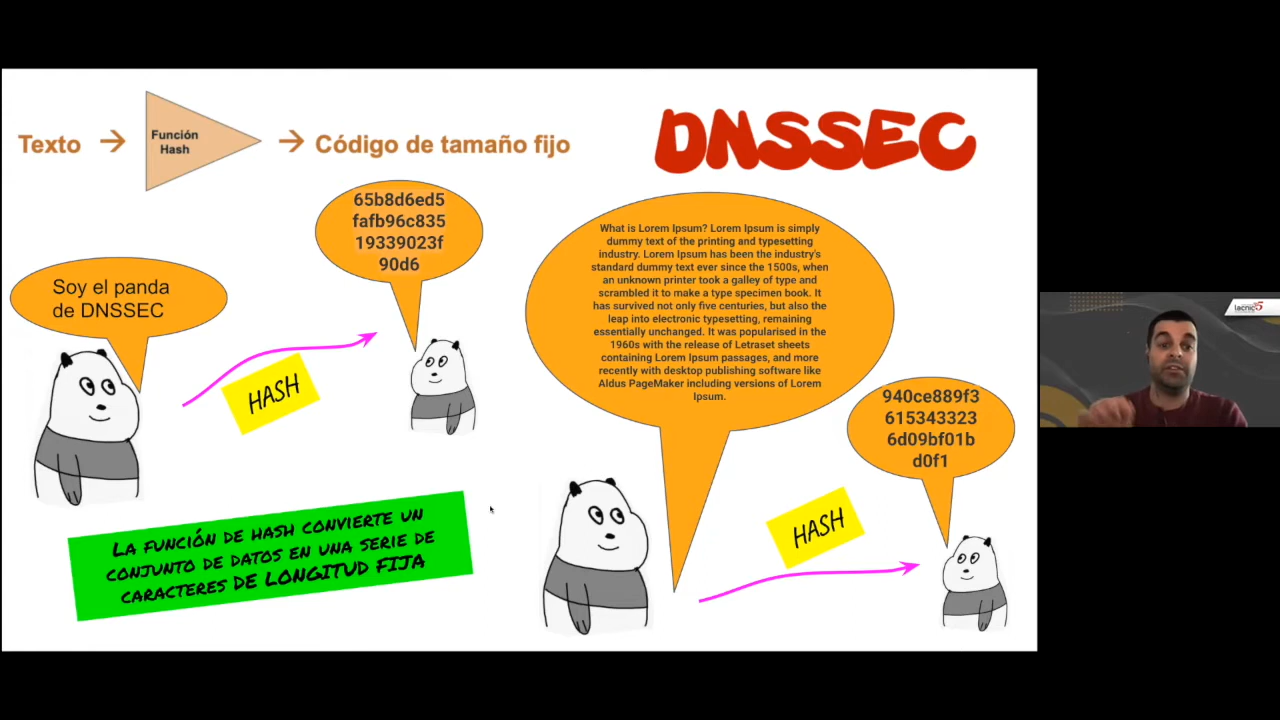 Texto → Función Hash → Código de tamaño fijo
DNSSEC
Soy el panda
de DNSSEC
65b8d6ed5
fafb96c835
19339023f
90d6
HASH
LA FUNCIÓN DE HASH CONVIERTE UN
CONJUNTO DE DATOS EN UNA SERIE DE
CARACTERES DE LONGITUD FIJA
What is Lorem Ipsum? Lorem Ipsum is simply
dummy text of the printing and typesetting
industry. Lorem Ipsum has been the industry's
standard dummy text ever since the 1500s, when
an unknown printer took a galley of type and
scrambled it to make a type specimen book. It
has survived not only five centuries, but also the
leap into electronic typesetting, remaining
essentially unchanged. It was popularised in the
1960s with the release of Letraset sheets
containing Lorem Ipsum passages, and more
recently with desktop publishing software like
Aldus PageMaker including versions of Lorem
Ipsum.
940ce889f3
615343323
6d09bf01b
d0f1
HASH
lacnic